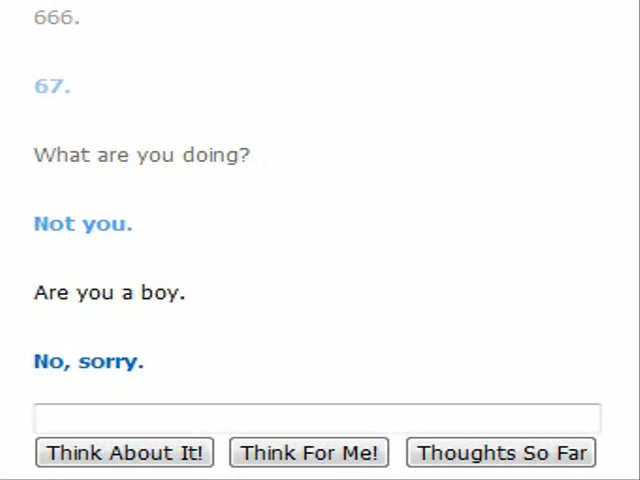 666.
67.
What are you doing?
Not you.
Are you a boy.
No, sorry.
Think About It! Think For Me! Thoughts So Far